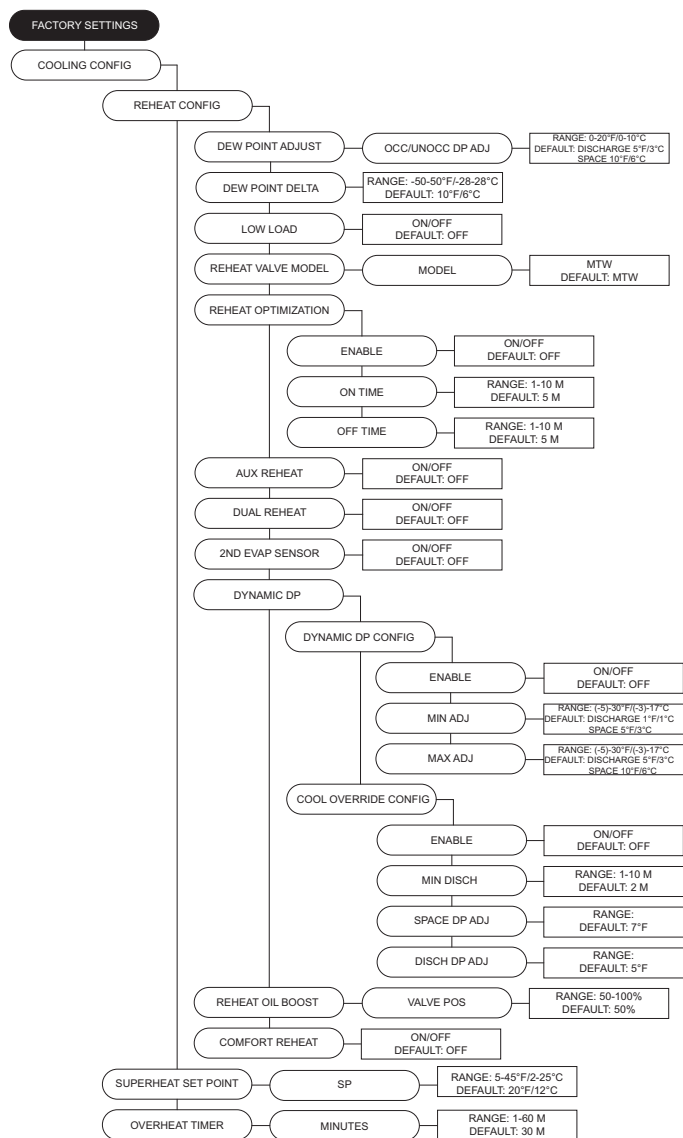 FACTORY SETTINGS
COOLING CONFIG
REHEAT CONFIG
DEW POINT ADJUST
OCC/UNOCC DP ADJ
RANGE: 0-20°F/0-10°C
DEFAULT: DISCHARGE 5°F/3°C
SPACE 10°F/6°C
DEW POINT DELTA
RANGE: -50-50°F/-28-28°C
DEFAULT: 10°F/6°C
LOW LOAD
ON/OFF
DEFAULT: OFF
REHEAT VALVE MODEL
MODEL
MTW
DEFAULT: MTW
REHEAT OPTIMIZATION
ENABLE
ON/OFF
DEFAULT: OFF
ON TIME
RANGE: 1-10 M
DEFAULT: 5 M
OFF TIME
RANGE: 1-10 M
DEFAULT: 5 M
AUX REHEAT
ON/OFF
DEFAULT: OFF
DUAL REHEAT
ON/OFF
DEFAULT: OFF
2ND EVAP SENSOR
ON/OFF
DEFAULT: OFF
DYNAMIC DP
DYNAMIC DP CONFIG
ENABLE
ON/OFF
DEFAULT: OFF
MIN ADJ
RANGE: (-5)-30°F/(-3)-17°C
DEFAULT: DISCHARGE 1°F/1°C
SPACE 5°F/3°C
MAX ADJ
RANGE: (-5)-30°F/(-3)-17°C
DEFAULT: DISCHARGE 5°F/3°C
SPACE 10°F/6°C
COOL OVERRIDE CONFIG
ENABLE
ON/OFF
DEFAULT: OFF
MIN DISCH
RANGE: 1-10 M
DEFAULT: 2 M
SPACE DP ADJ
RANGE:
DEFAULT: 7°F
DISCH DP ADJ
RANGE:
DEFAULT: 5°F
REHEAT OIL BOOST
VALVE POS
RANGE: 50-100%
DEFAULT: 50%
COMFORT REHEAT
ON/OFF
DEFAULT: OFF
SUPERHEAT SET POINT
SP
RANGE: 5-45°F/2-25°C
DEFAULT: 20°F/12°C
OVERHEAT TIMER
MINUTES
RANGE: 1-60 M
DEFAULT: 30 M